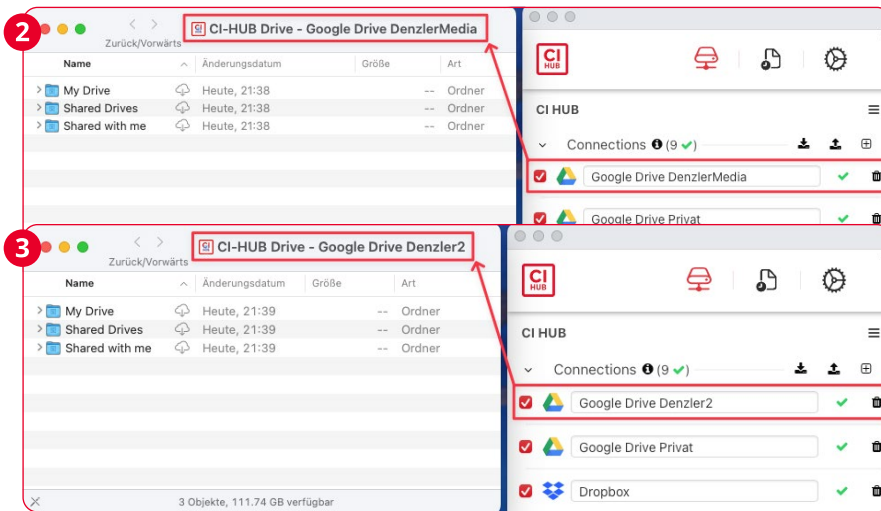 2
CI-HUB Drive - Google Drive DenzlerMedia
Zurück/Vorwärts
Name Änderungsdatum Größe Art
My Drive Heute, 21:38 -- Ordner
Shared Drives Heute, 21:38 -- Ordner
Shared with me Heute, 21:38 -- Ordner
CI HUB
CI HUB
Connections (9 ✓)
Google Drive DenzlerMedia
Google Drive Privat
3
CI-HUB Drive - Google Drive Denzler2
Zurück/Vorwärts
Name Änderungsdatum Größe Art
My Drive Heute, 21:39 -- Ordner
Shared Drives Heute, 21:39 -- Ordner
Shared with me Heute, 21:39 -- Ordner
3 Objekte, 111.74 GB verfügbar
CI HUB
CI HUB
Connections (9 ✓)
Google Drive Denzler2
Google Drive Privat
Dropbox